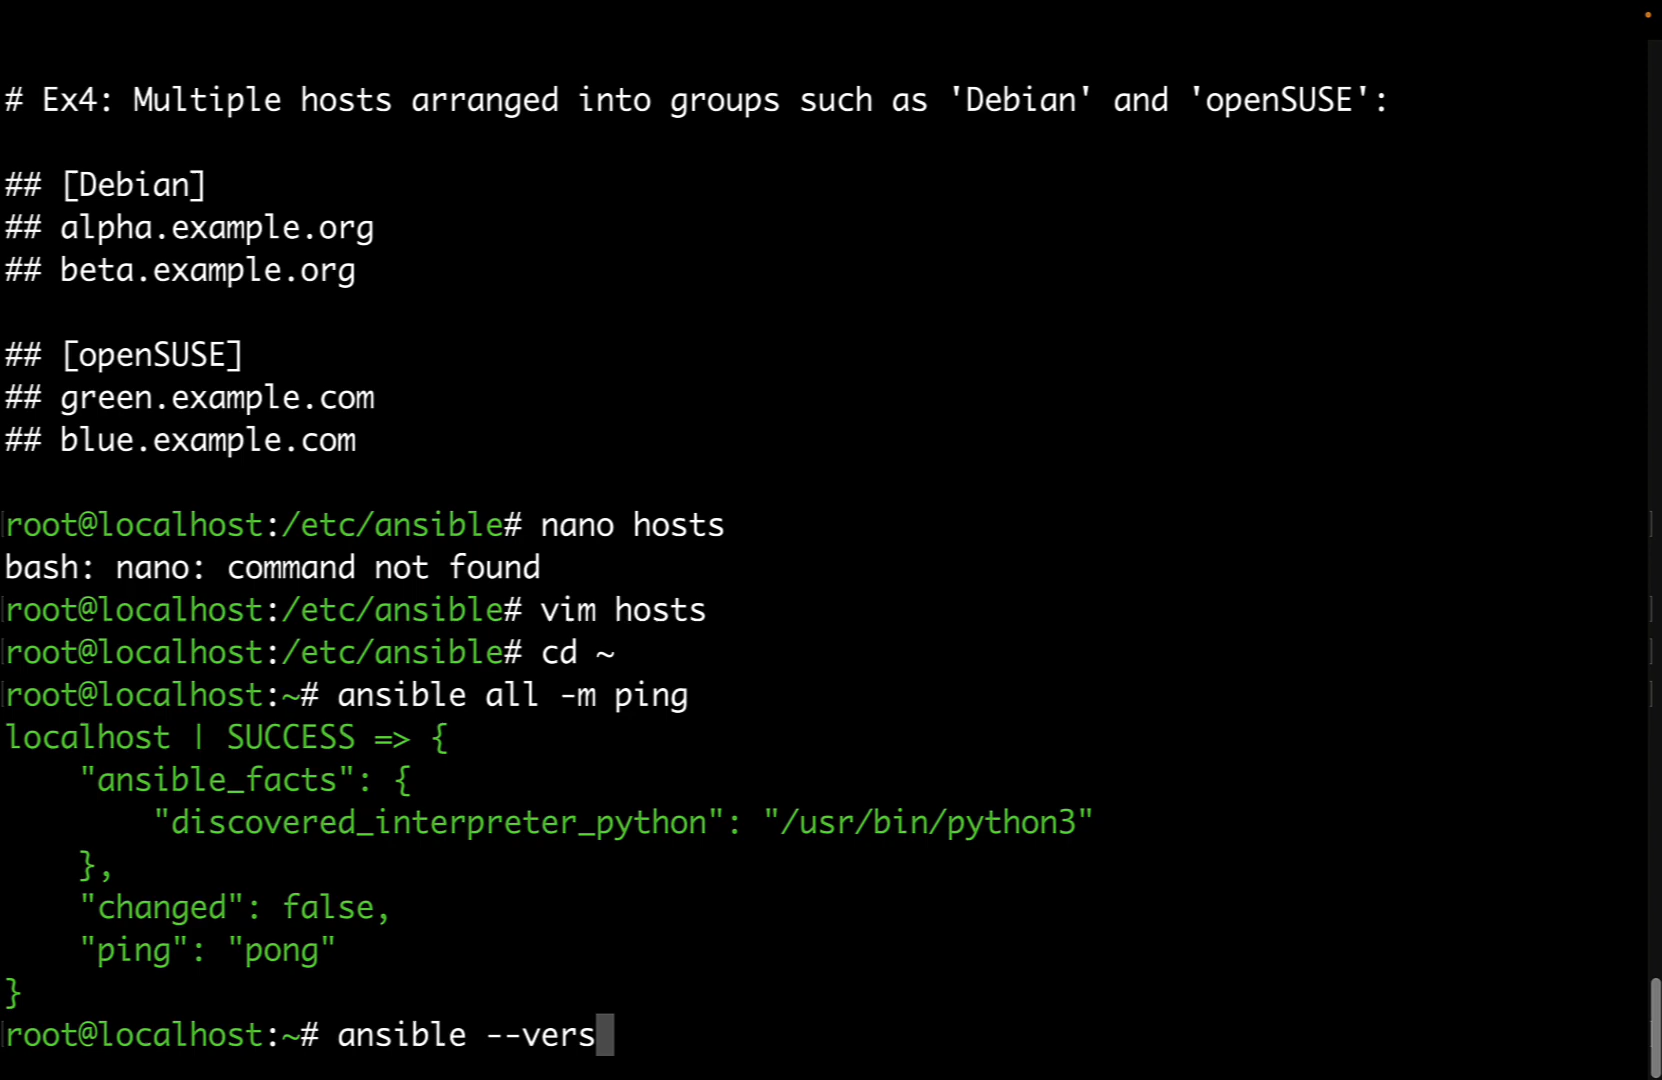 # Ex4: Multiple hosts arranged into groups such as 'Debian' and 'openSUSE':
## [Debian]
## alpha.example.org
## beta.example.org
## [openSUSE]
## green.example.com
## blue.example.com
root@localhost:/etc/ansible# nano hosts
bash: nano: command not found
root@localhost:/etc/ansible# vim hosts
root@localhost:/etc/ansible# cd ~
root@localhost:~# ansible all -m ping
localhost | SUCCESS => {
    "ansible_facts": {
        "discovered_interpreter_python": "/usr/bin/python3"
    },
    "changed": false,
    "ping": "pong"
}
root@localhost:~# ansible --vers